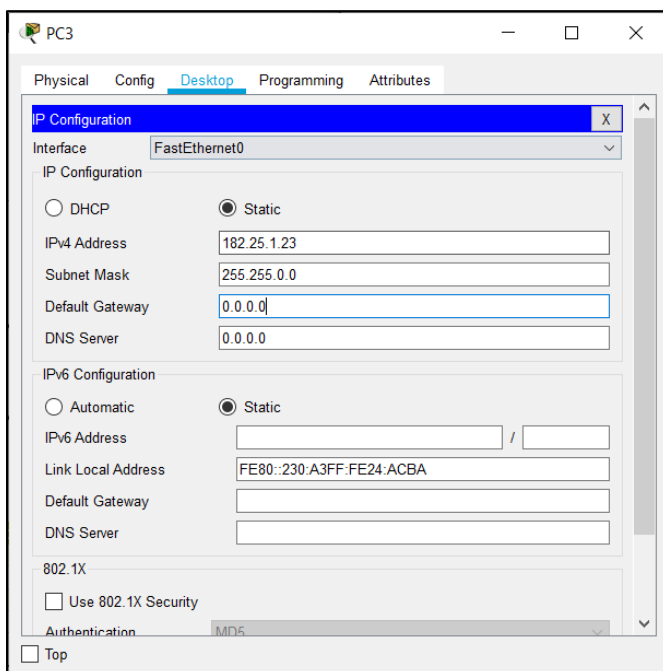 PC3
Physical Config Desktop Programming Attributes
IP Configuration X
Interface FastEthernet0
IP Configuration
DHCP Static
IPv4 Address 182.25.1.23
Subnet Mask 255.255.0.0
Default Gateway 0.0.0.0
DNS Server 0.0.0.0
IPv6 Configuration
Automatic Static
IPv6 Address /
Link Local Address FE80::230:A3FF:FE24:ACBA
Default Gateway
DNS Server
802.1X
Use 802.1X Security
Authentication MD5
Top